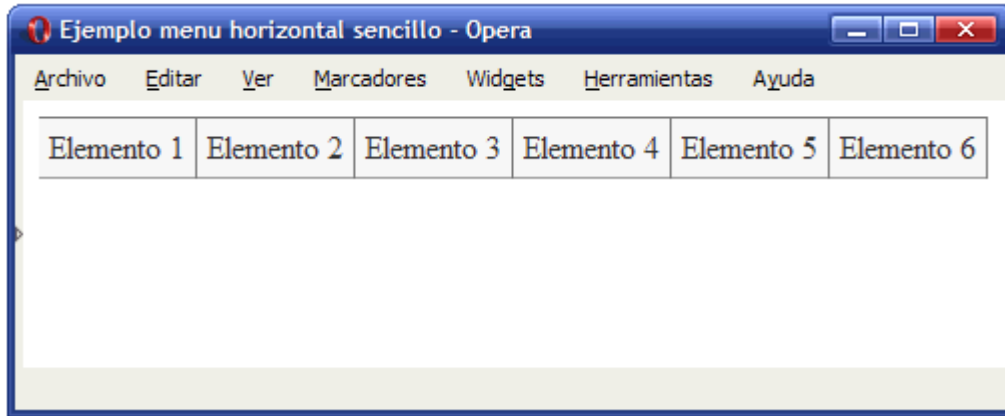 Ejemplo menu horizontal sencillo - Opera
Archivo Editar Ver Marcadores Widgets Herramientas Ayuda
Elemento 1 Elemento 2 Elemento 3 Elemento 4 Elemento 5 Elemento 6